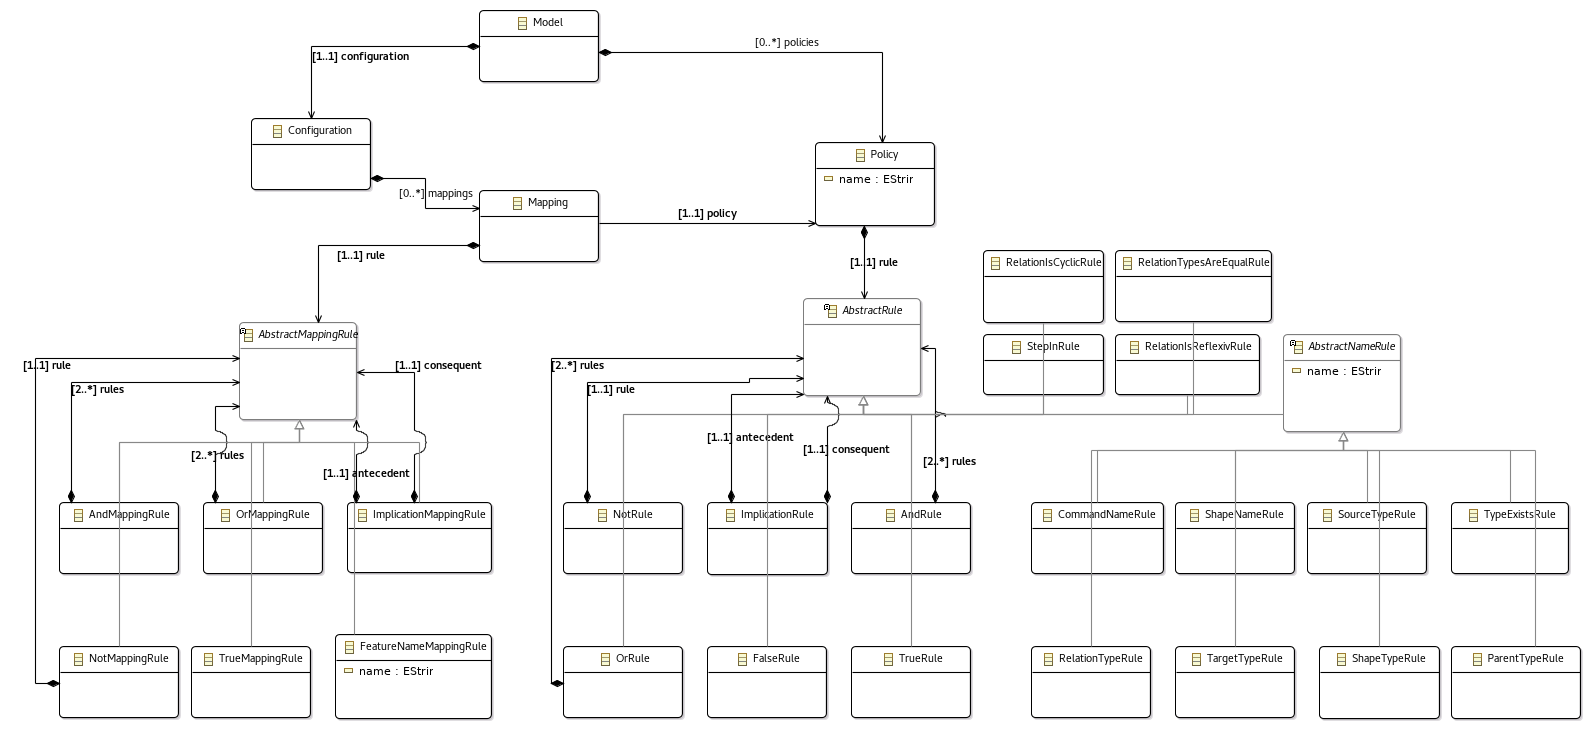 Model
[0..*] policies
[1..1] configuration
Configuration
Policy
name : EStrir
[0..*] mappings
Mapping
[1..1] policy
[1..1] rule
[1..1] rule
RelationIsCyclicRule
RelationTypesAreEqualRule
AbstractMappingRule
AbstractRule
StepInRule
RelationIsReflexivRule
AbstractNameRule
name : EStrir
[1..1] rule
[1..1] consequent
[2..*] rules
[2..*] rules
[1..1] rule
[2..*] rules
[1..1] antecedent
[1..1] antecedent
[1..1] consequent
[2..*] rules
AndMappingRule
OrMappingRule
ImplicationMappingRule
NotRule
ImplicationRule
AndRule
CommandNameRule
ShapeNameRule
SourceTypeRule
TypeExistsRule
NotMappingRule
TrueMappingRule
FeatureNameMappingRule
name : EStrir
OrRule
FalseRule
TrueRule
RelationTypeRule
TargetTypeRule
ShapeTypeRule
ParentTypeRule